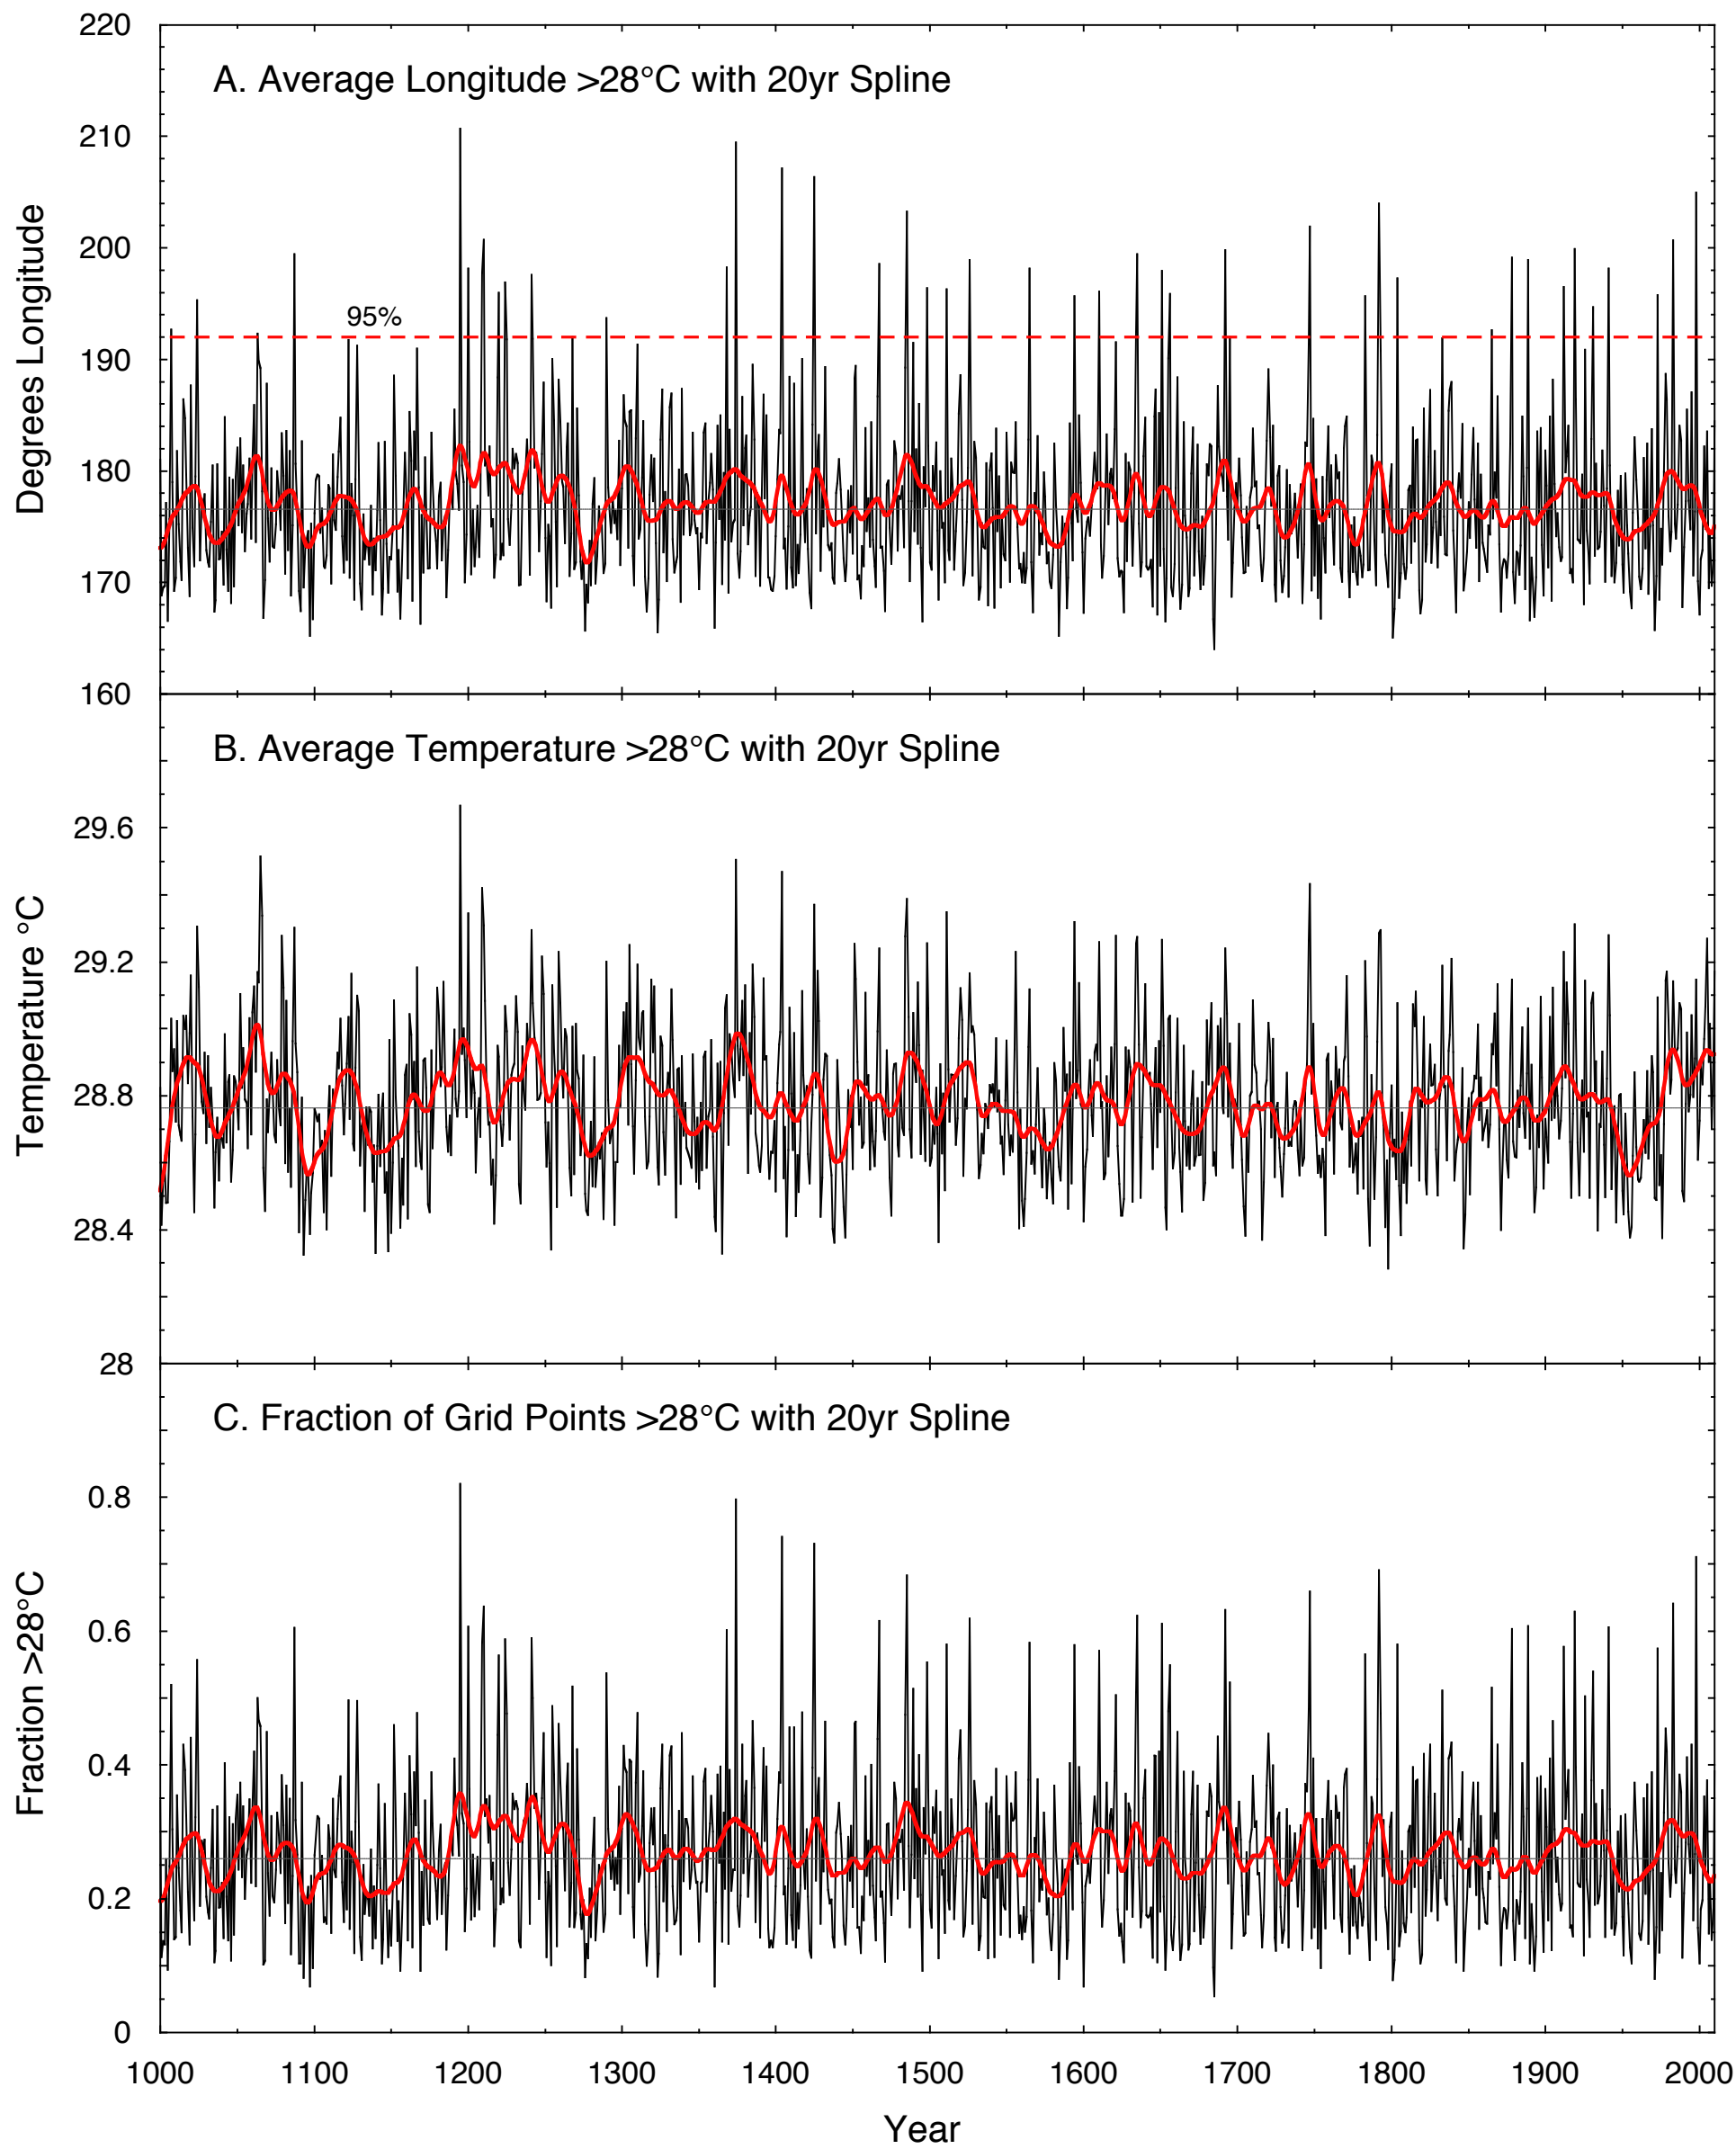 220
A. Average Longitude >28°C with 20yr Spline
210
200
95%
190
180
170
160
Degrees Longitude
B. Average Temperature >28°C with 20yr Spline
29.6
29.2
28.8
28.4
28
Temperature °C
C. Fraction of Grid Points >28°C with 20yr Spline
0.8
0.6
0.4
0.2
0
Fraction >28°C
1000 1100 1200 1300 1400 1500 1600 1700 1800 1900 2000
Year